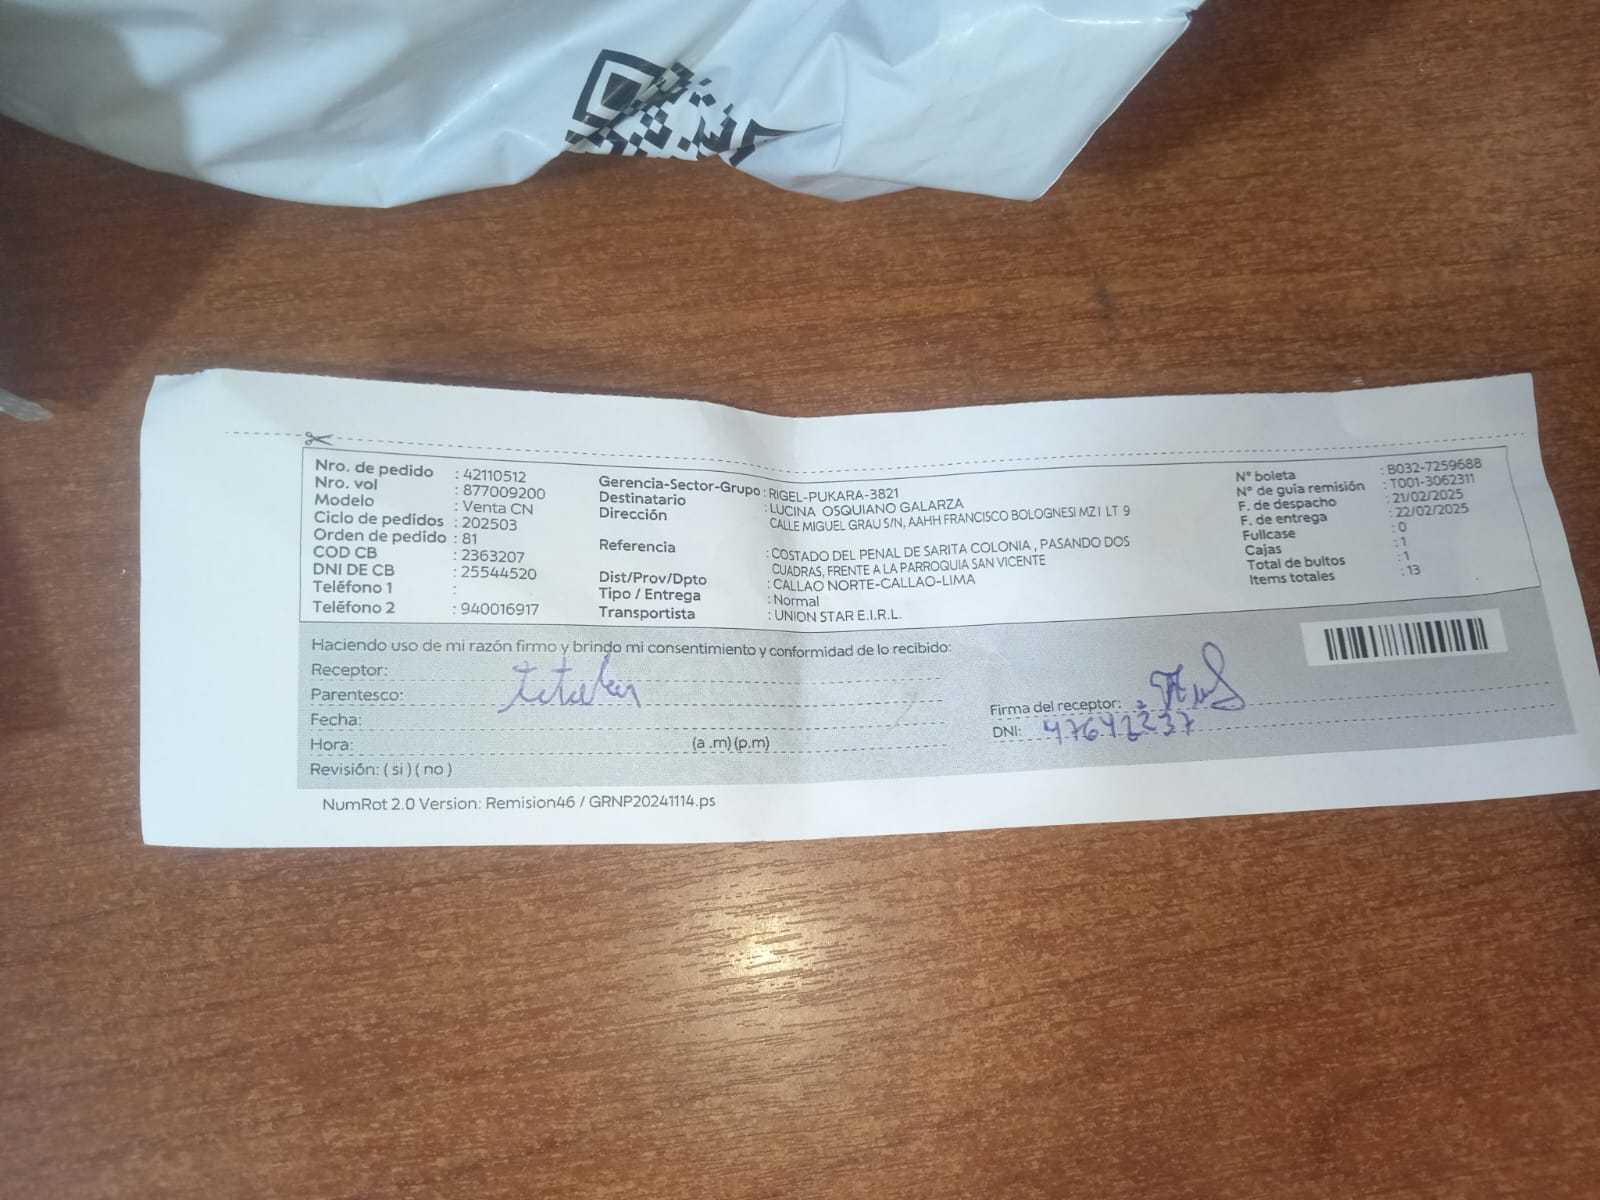 Nro. de pedido : 42110512
Nro. vol : 877009200
Modelo : Venta CN
Ciclo de pedidos : 202503
Orden de pedido : 81
COD CB : 2363207
DNI DE CB : 25544520
Teléfono 1 :
Teléfono 2 : 940016917
Gerencia-Sector-Grupo : RIGEL-PUKARA-3821
Destinatario : LUCINA OSQUIANO GALARZA
Dirección CALLE MIGUEL GRAU S/N, AAHH FRANCISCO BOLOGNESI MZ I LT 9
Referencia : COSTADO DEL PENAL DE SARITA COLONIA , PASANDO DOS
CUADRAS, FRENTE A LA PARROQUIA SAN VICENTE
Dist/Prov/Dpto : CALLAO NORTE-CALLAO-LIMA
Tipo / Entrega : Normal
Transportista : UNION STAR E.I.R.L.
N° boleta : B032-7259688
N° de guía remisión : T001-3062311
F. de despacho : 21/02/2025
F. de entrega : 22/02/2025
Fullcase : 0
Cajas : 1
Total de bultos : 1
Items totales : 13
Haciendo uso de mi razón firmo y brindo mi consentimiento y conformidad de lo recibido:
Receptor:
Parentesco: titular
Fecha:
Hora: (a .m) (p.m)
Revisión: ( si ) ( no )
Firma del receptor:
DNI: 47642237
NumRot 2.0 Version: Remision46 / GRNP20241114.ps